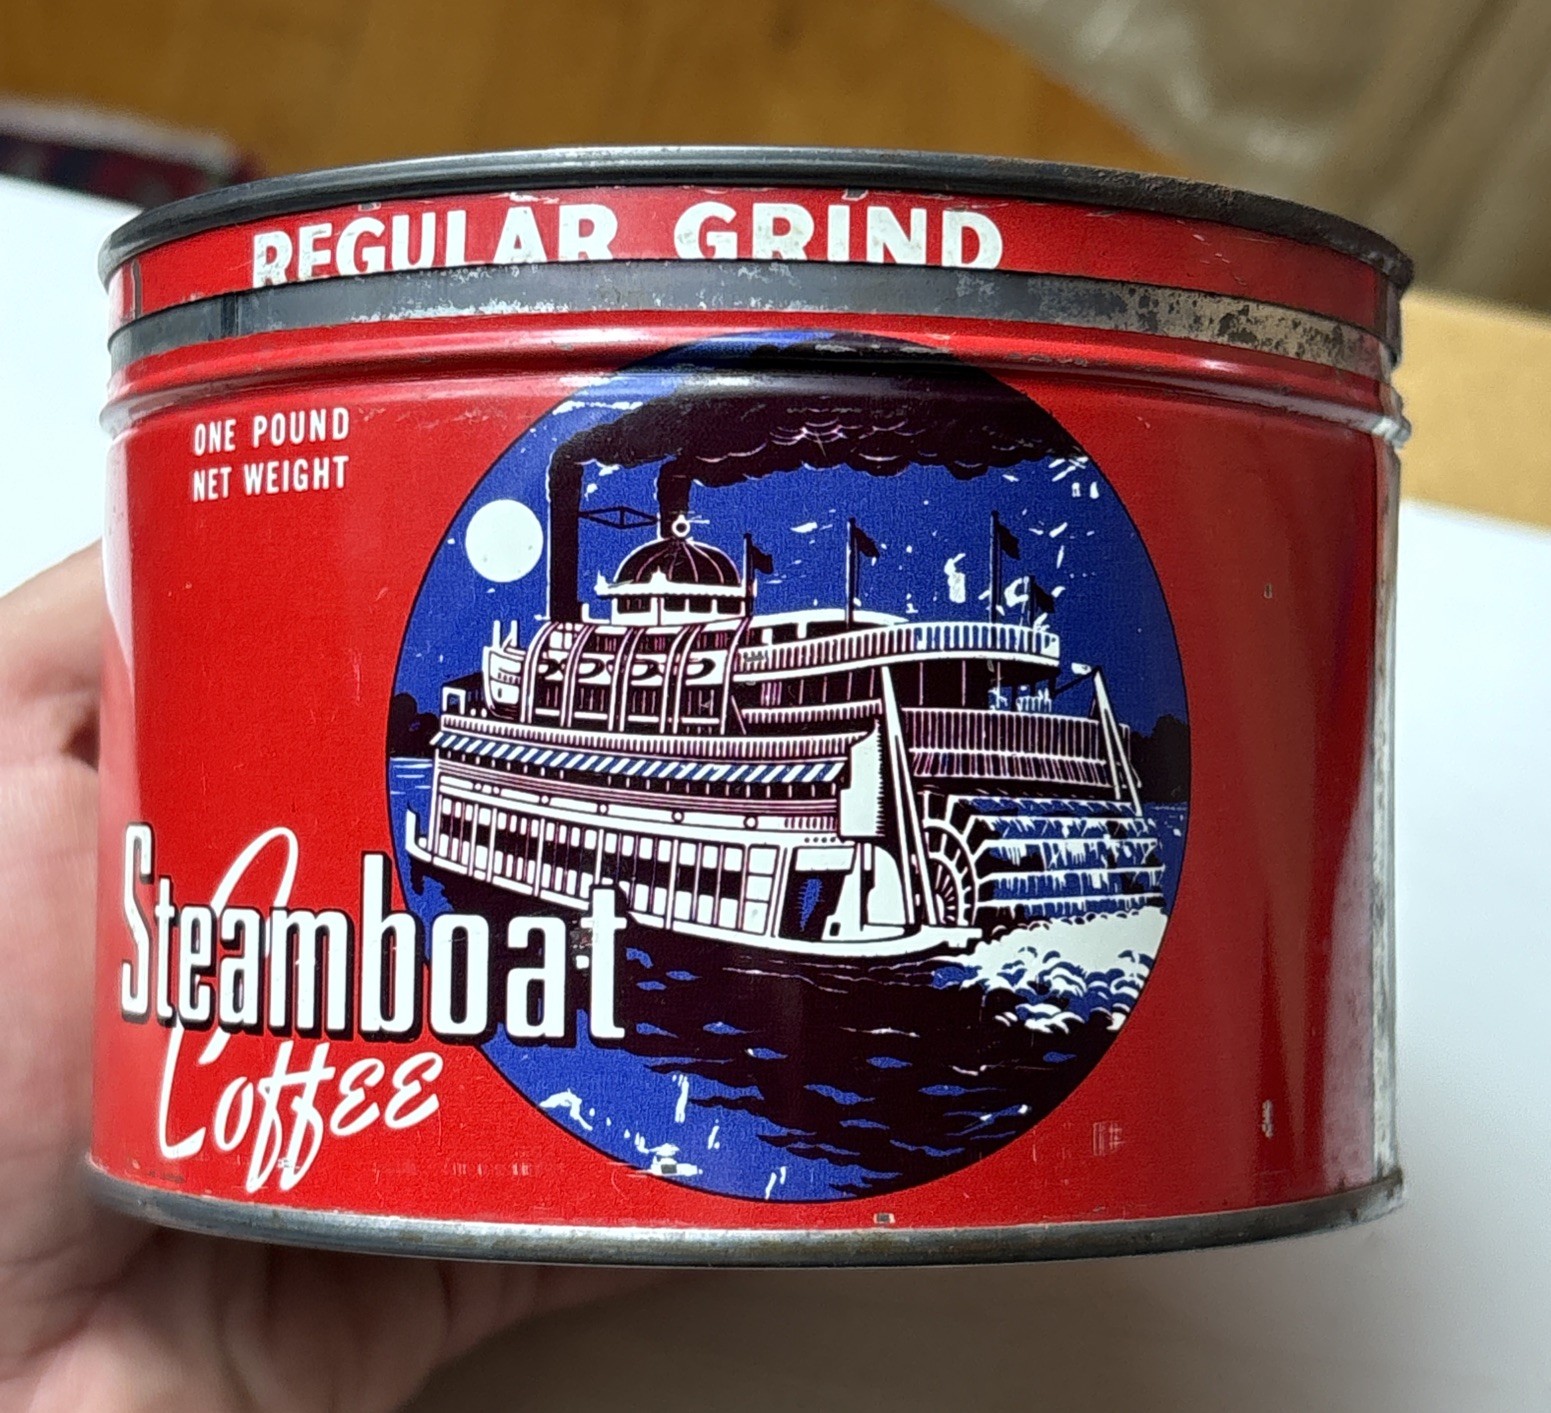 REGULAR GRIND
ONE POUND
NET WEIGHT
Steamboat
Coffee